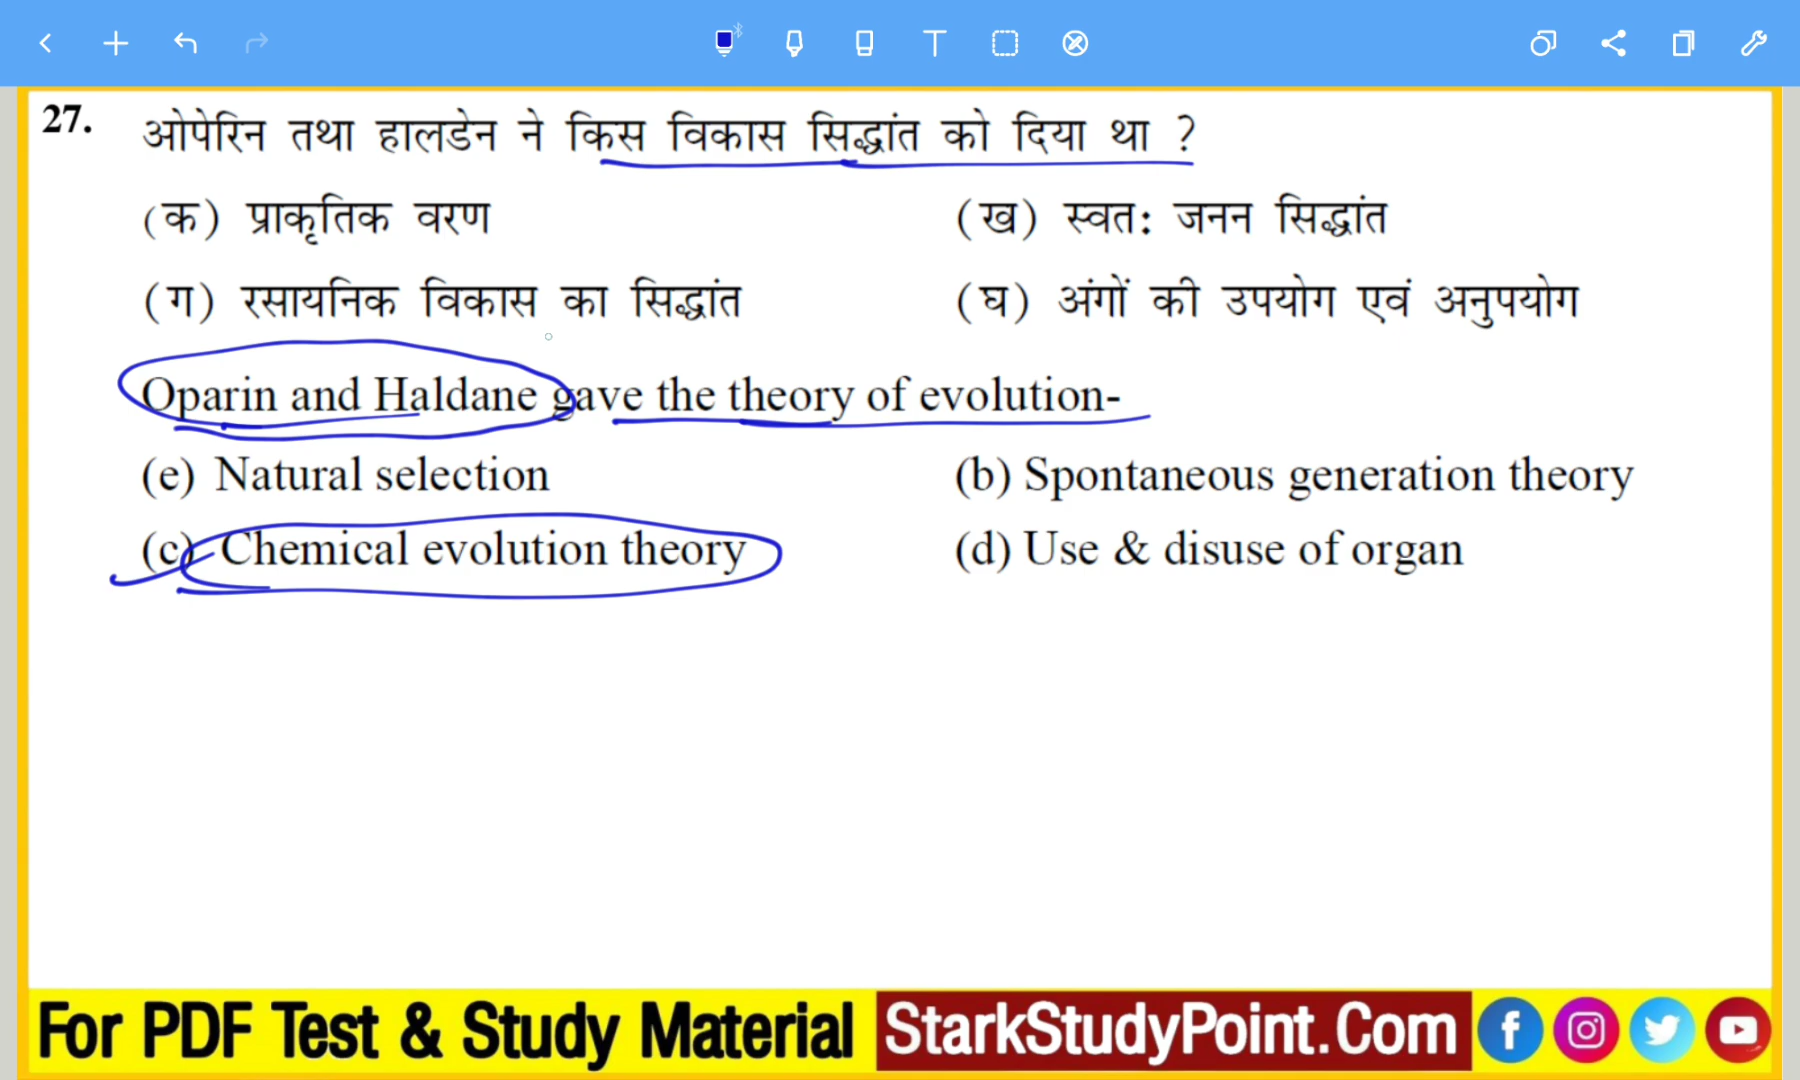 27. ओपेरिन तथा हालडेन ने किस विकास सिद्धांत को दिया था ?
(क) प्राकृतिक वरण (ख) स्वत: जनन सिद्धांत
(ग) रसायनिक विकास का सिद्धांत (घ) अंगों की उपयोग एवं अनुपयोग
Oparin and Haldane gave the theory of evolution-
(e) Natural selection (b) Spontaneous generation theory
(c) Chemical evolution theory (d) Use & disuse of organ
For PDF Test & Study Material StarkStudyPoint.Com